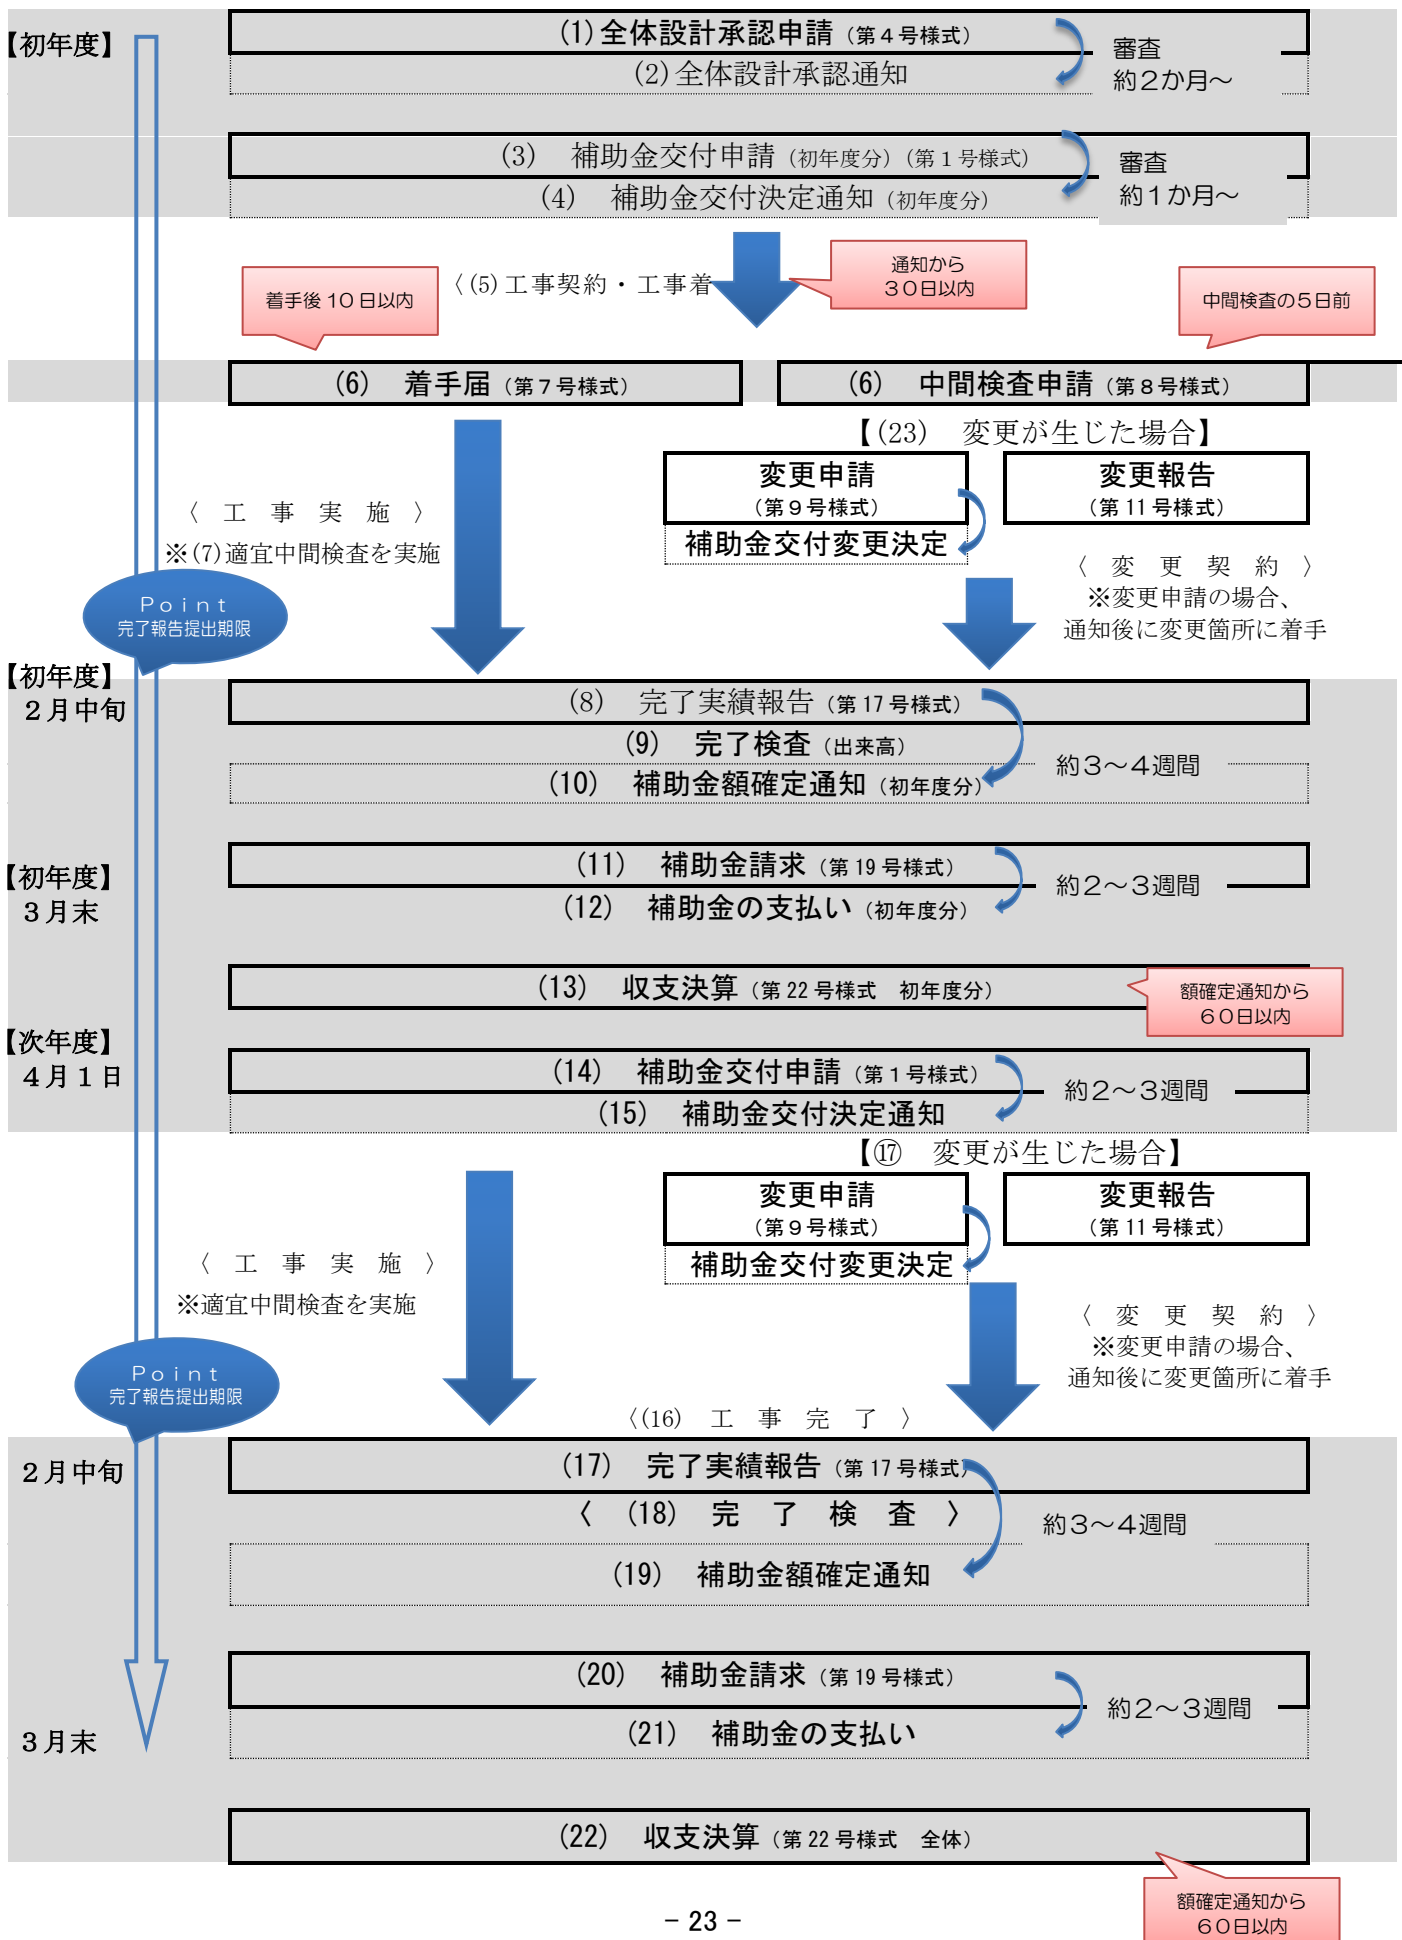 【初年度】
(1)全体設計承認申請（第４号様式）
(2)全体設計承認通知
審査
約２か月～
(3)　補助金交付申請（初年度分）（第１号様式）
(4)　補助金交付決定通知（初年度分）
審査
約１か月～
着手後 10 日以内
〈(5)工事契約・工事着
通知から
３０日以内
中間検査の５日前
(6)　着手届（第７号様式）
(6)　中間検査申請（第８号様式）
【(23)　変更が生じた場合】
変更申請
（第９号様式）
補助金交付変更決定
変更報告
（第 11 号様式）
〈　工　事　実　施　〉
※(7)適宜中間検査を実施
〈　変　更　契　約　〉
※変更申請の場合、
通知後に変更箇所に着手
Ｐｏｉｎｔ
完了報告提出期限
【初年度】
２月中旬
(8)　完了実績報告（第 17 号様式）
(9)　完了検査（出来高）
(10)　補助金額確定通知（初年度分）
約３～４週間
【初年度】
３月末
(11)　補助金請求（第 19 号様式）
(12)　補助金の支払い（初年度分）
約２～３週間
(13)　収支決算（第 22 号様式　初年度分）
額確定通知から
６０日以内
【次年度】
４月１日
(14)　補助金交付申請（第１号様式）
(15)　補助金交付決定通知
約２～３週間
【⑰　変更が生じた場合】
変更申請
（第９号様式）
補助金交付変更決定
変更報告
（第 11 号様式）
〈　工　事　実　施　〉
※適宜中間検査を実施
〈　変　更　契　約　〉
※変更申請の場合、
通知後に変更箇所に着手
Ｐｏｉｎｔ
完了報告提出期限
〈(16)　工　事　完　了　〉
２月中旬
(17)　完了実績報告（第 17 号様式）
〈　(18)　完　了　検　査　〉
(19)　補助金額確定通知
約３～４週間
(20)　補助金請求（第 19 号様式）
(21)　補助金の支払い
約２～３週間
３月末
(22)　収支決算（第 22 号様式　全体）
額確定通知から
６０日以内
- 23 -